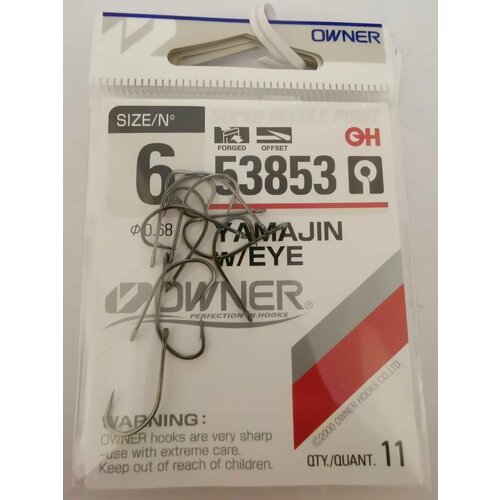 OWNER
SIZE/N°
SUPER NEEDLE POINT
6
FORGED OFFSET
OH
53853
Φ0.68
YAMAJIN
w/EYE
OWNER®
PERFECTION IN HOOKS
©2000 OWNER HOOKS CO.,LTD.
WARNING:
OWNER hooks are very sharp
-use with extreme care.
Keep out of reach of children.
QTY./QUANT. 11